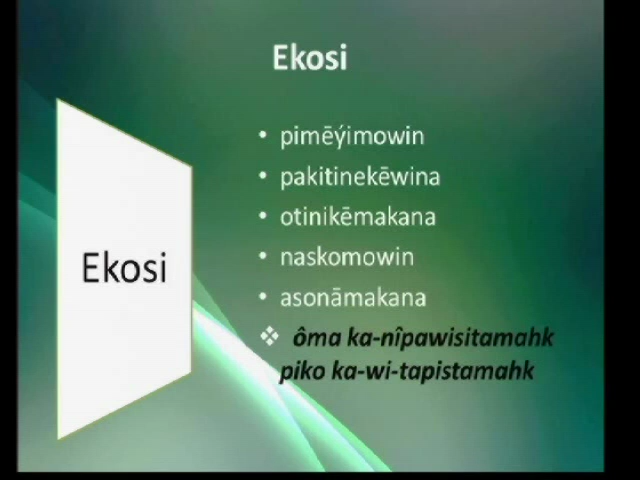 Ekosi
• pimēýimowin
• pakitinekēwina
• otinikēmakana
• naskomowin
• asonāmakana
❖ ôma ka-nîpawisitamahk
piko ka-wi-tapistamahk
Ekosi